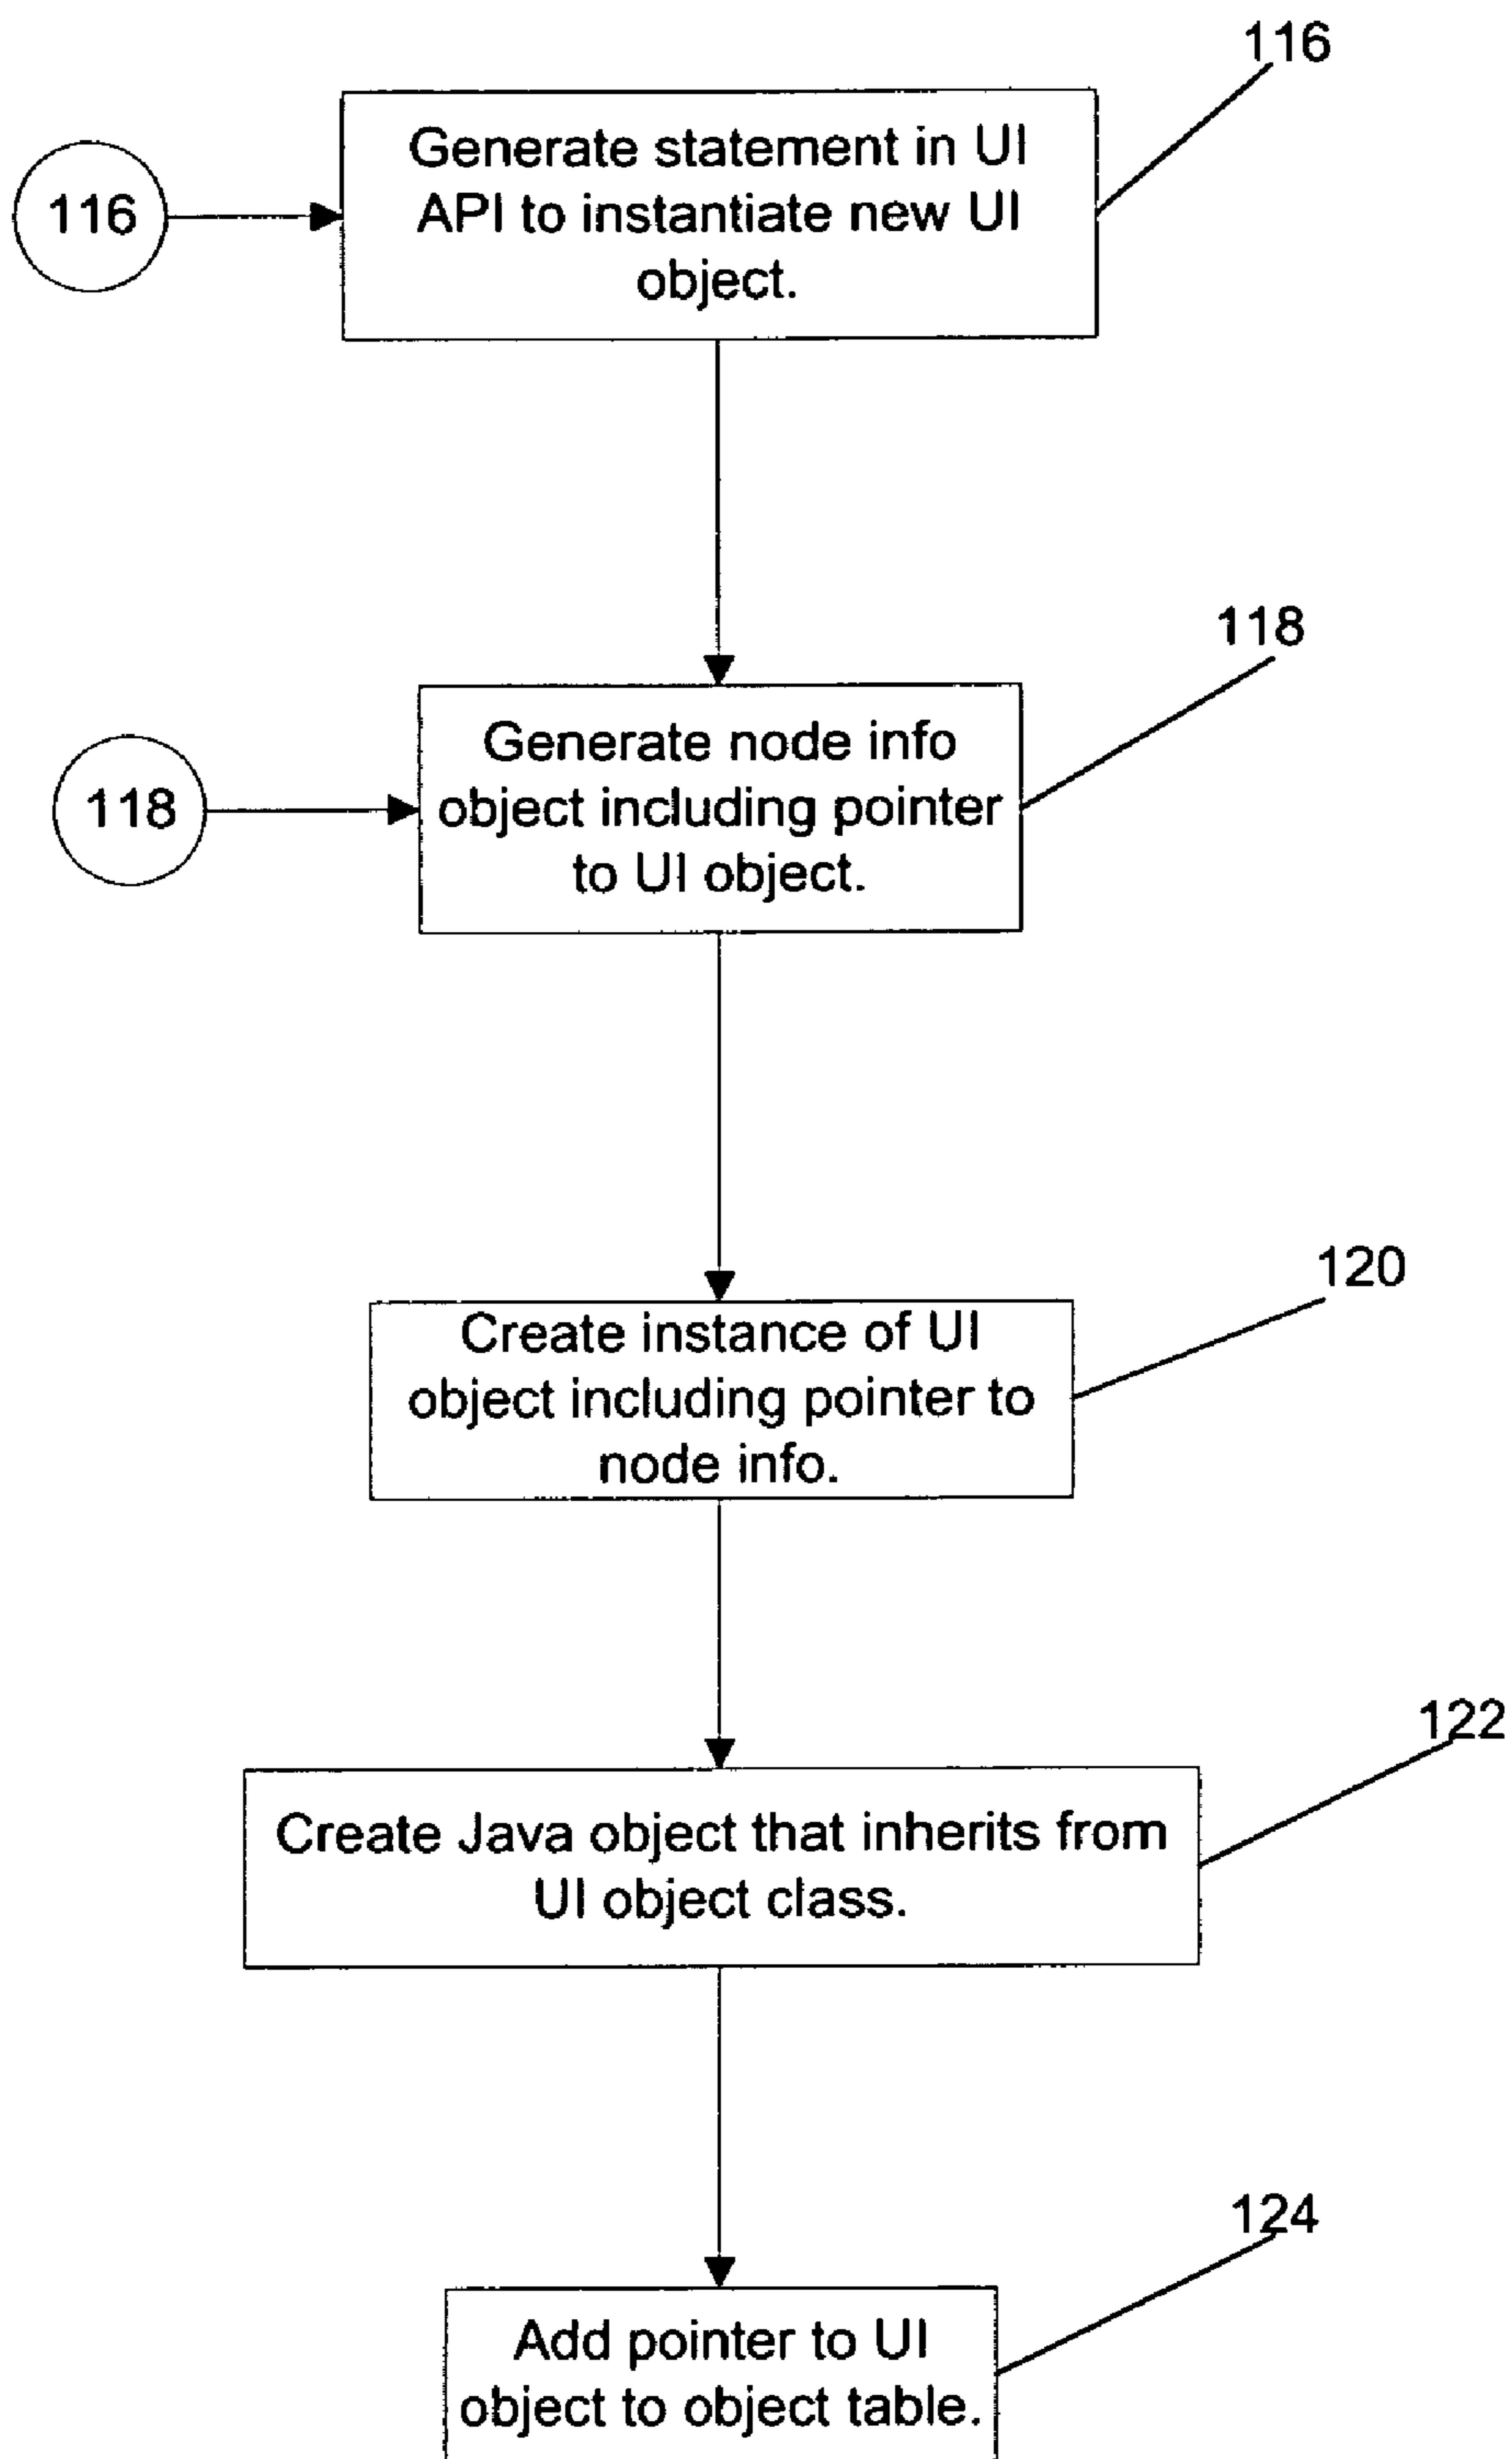 116
Generate statement in UI
API to instantiate new UI
object.
116
118
Generate node info
object including pointer
to UI object.
118
120
Create instance of UI
object including pointer to
node info.
122
Create Java object that inherits from
UI object class.
124
Add pointer to UI
object to object table.